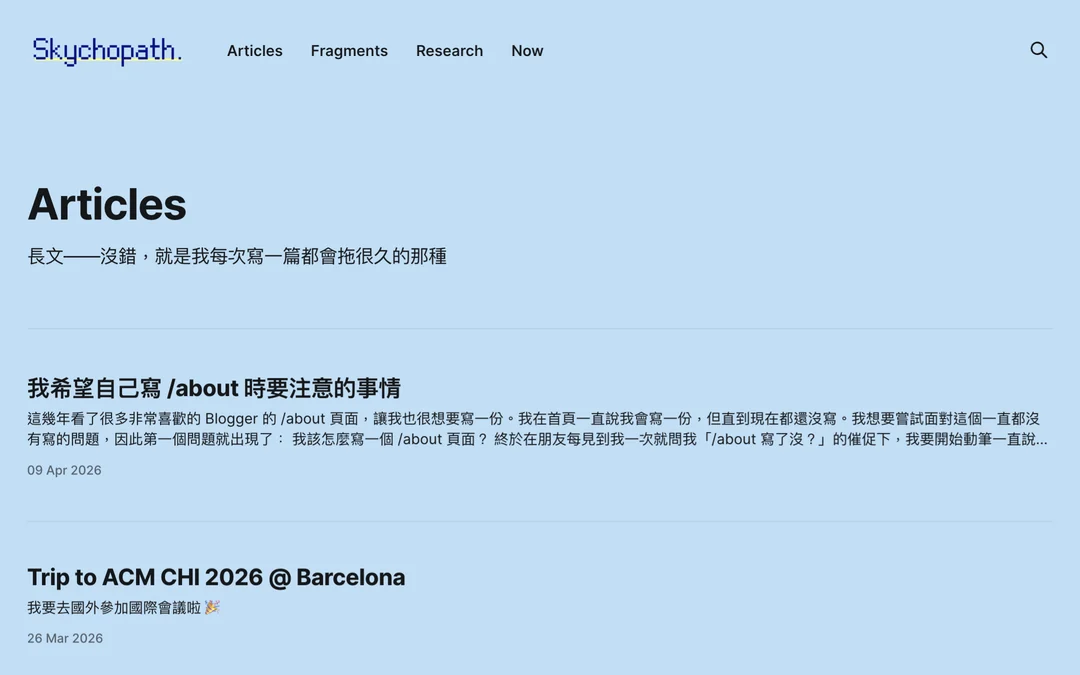 Skychopath.
Articles
Fragments
Research
Now
Articles
長文——沒錯，就是我每次寫一篇都會拖很久的那種
我希望自己寫 /about 時要注意的事情
這幾年看了很多非常喜歡的 Blogger 的 /about 頁面，讓我也很想要寫一份。我在首頁一直說我會寫一份，但直到現在都還沒寫。我想要嘗試面對這個一直都沒
有寫的問題，因此第一個問題就出現了： 我該怎麼寫一個 /about 頁面？ 終於在朋友每見到我一次就問我「/about 寫了沒？」的催促下，我要開始動筆一直說...
09 Apr 2026
Trip to ACM CHI 2026 @ Barcelona
我要去國外參加國際會議啦 🎉
26 Mar 2026